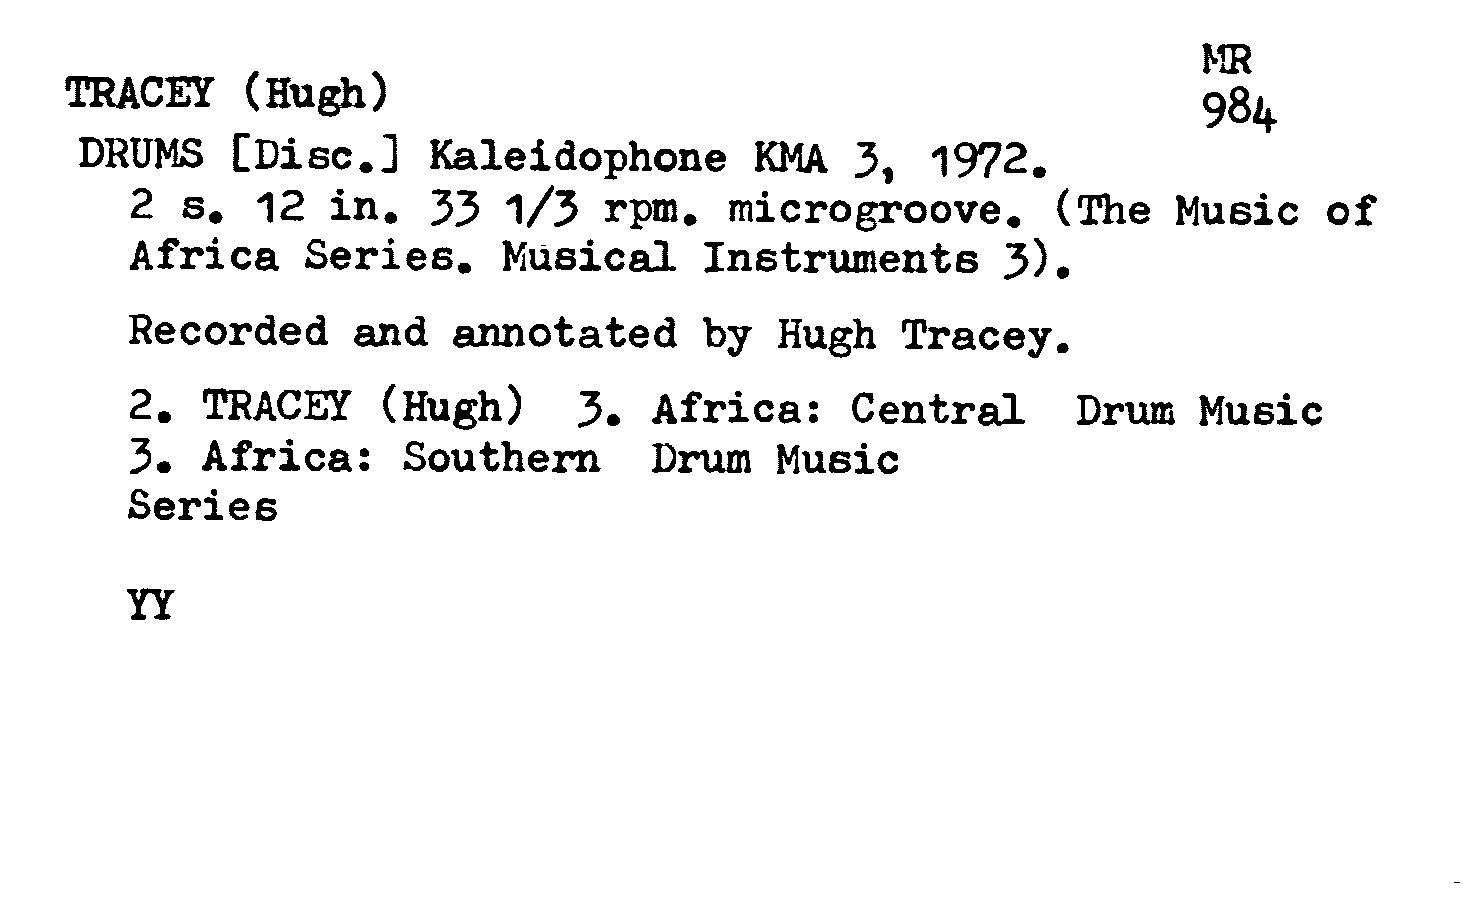 MR
TRACEY (Hugh)
984
DRUMS [Disc.] Kaleidophone KMA 3, 1972.
2 s. 12 in. 33 1/3 rpm. microgroove. (The Music of
Africa Series. Musical Instruments 3).
Recorded and annotated by Hugh Tracey.
2. TRACEY (Hugh) 3. Africa: Central Drum Music
3. Africa: Southern Drum Music
Series
YY